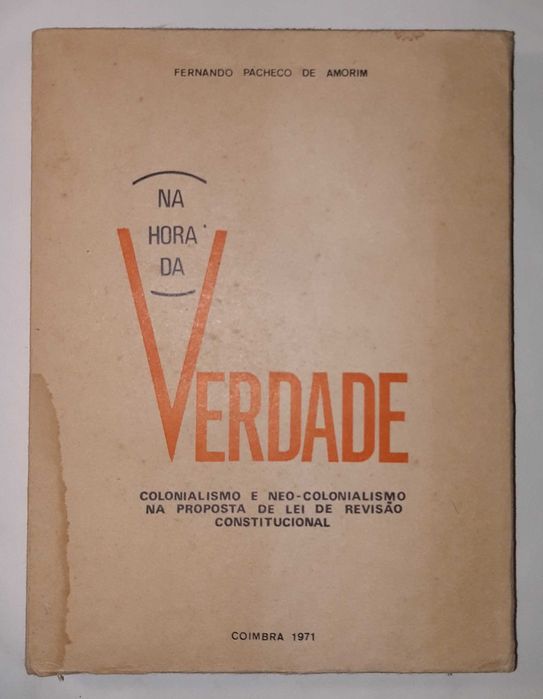 FERNANDO PACHECO DE AMORIM
NA
HORA
DA
VERDADE
COLONIALISMO E NEO-COLONIALISMO
NA PROPOSTA DE LEI DE REVISÃO
CONSTITUCIONAL
COIMBRA 1971